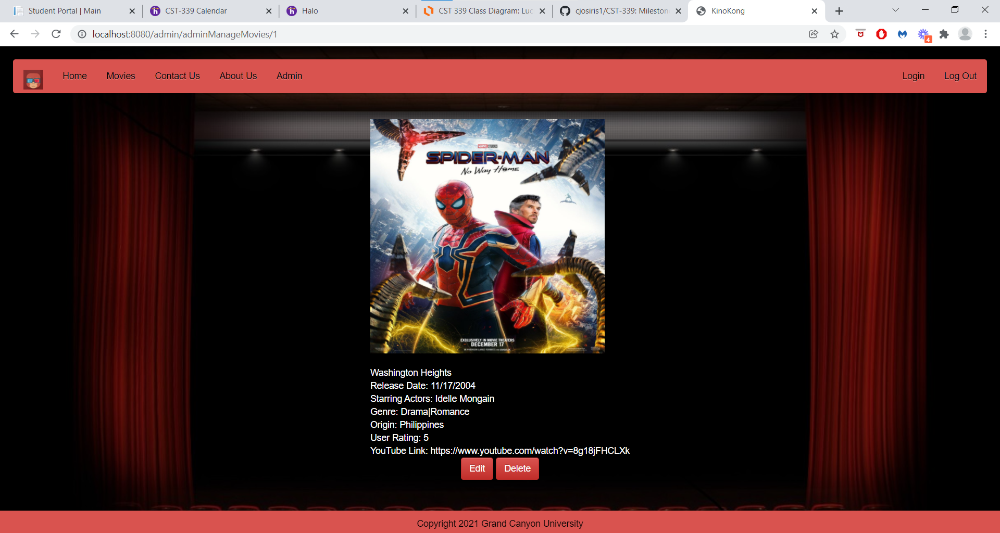 Student Portal | Main
CST-339 Calendar
Halo
CST 339 Class Diagram: Luc
cjosiris1/CST-339: Mileston
KinoKong
localhost:8080/admin/adminManageMovies/1
4
Home
Movies
Contact Us
About Us
Admin
Login
Log Out
MARVEL STUDIOS
SPIDER-MAN
No Way Home
EXCLUSIVELY IN MOVIE THEATERS
DECEMBER 17
Washington Heights
Release Date: 11/17/2004
Starring Actors: Idelle Mongain
Genre: Drama|Romance
Origin: Philippines
User Rating: 5
YouTube Link: https://www.youtube.com/watch?v=8g18jFHCLXk
Edit
Delete
Copyright 2021 Grand Canyon University